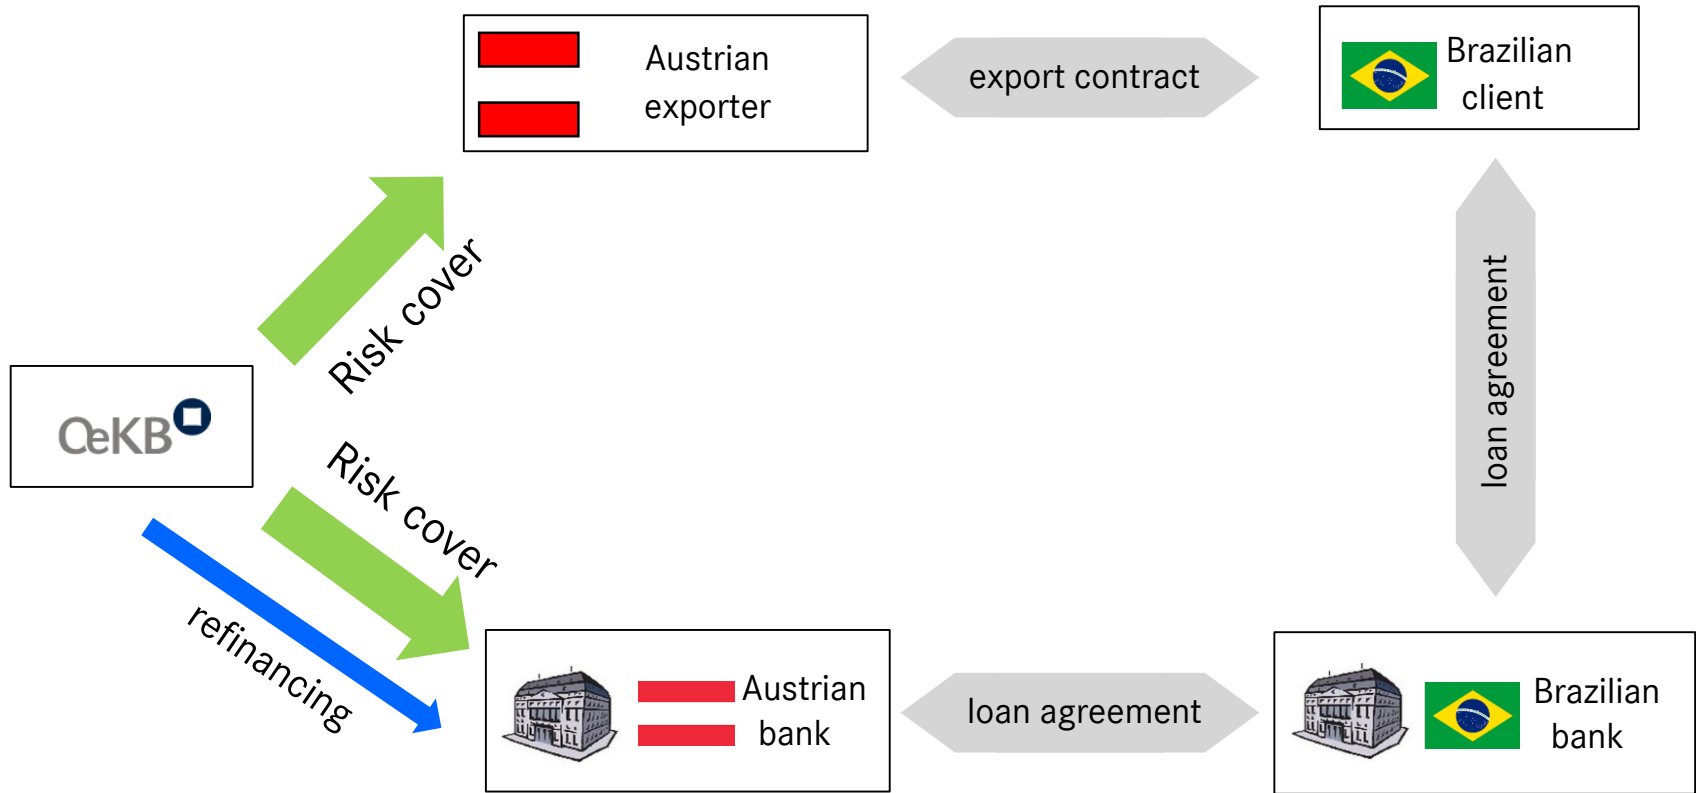 Austrian
exporter
export contract
Brazilian
client
Risk cover
loan agreement
OeKB
Risk cover
refinancing
Austrian
bank
loan agreement
Brazilian
bank